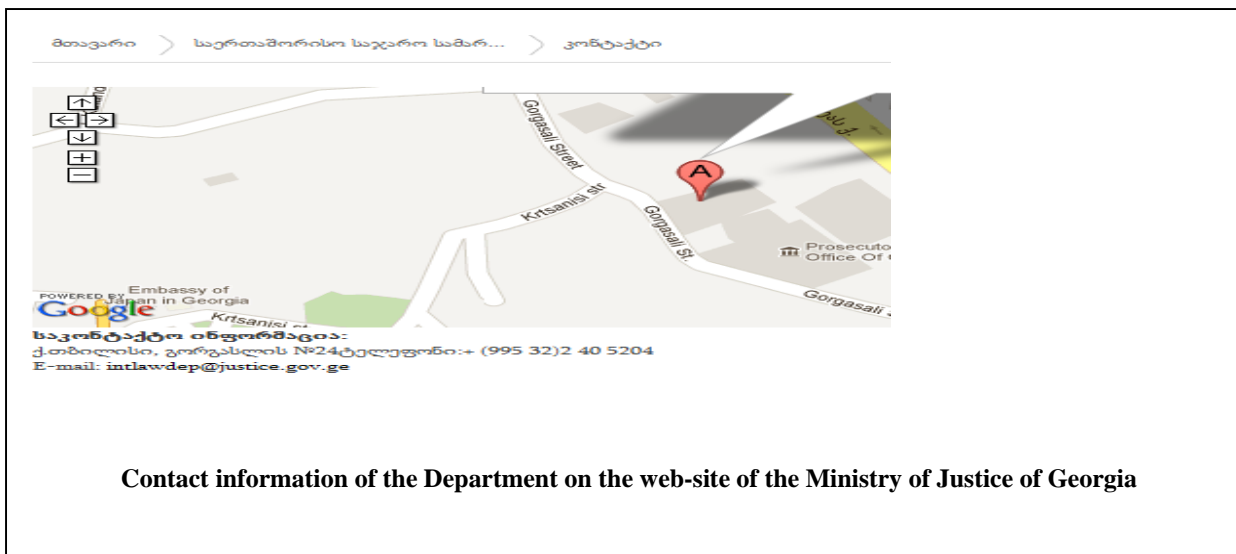 მთავარი
საერთაშორისო საჯარო სამარ...
კონტაქტი
Gorgasali Street
Krtsanisi str
Gorgasali St.
A
Prosecuto
Office Of
Embassy of
Japan in Georgia
Krtsanisi
Gorgasali
POWERED BY
Google
საკონტაქტო ინფორმაცია:
ქ.თბილისი, გორგასლის №24ტელეფონი:+ (995 32)2 40 5204
E-mail: intlawdep@justice.gov.ge
Contact information of the Department on the web-site of the Ministry of Justice of Georgia